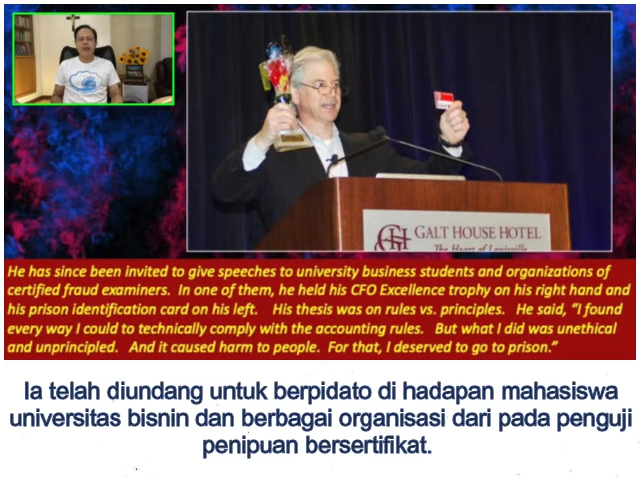 GALT HOUSE HOTEL
The Heart of Louisville
He has since been invited to give speeches to university business students and organizations of
certified fraud examiners.  In one of them, he held his CFO Excellence trophy on his right hand and
his prison identification card on his left.   His thesis was on rules vs. principles.   He said, “I found
every way I could to technically comply with the accounting rules.   But what I did was unethical
and unprincipled.   And it caused harm to people.  For that, I deserved to go to prison.”
Ia telah diundang untuk berpidato di hadapan mahasiswa
universitas bisnin dan berbagai organisasi dari pada penguji
penipuan bersertifikat.